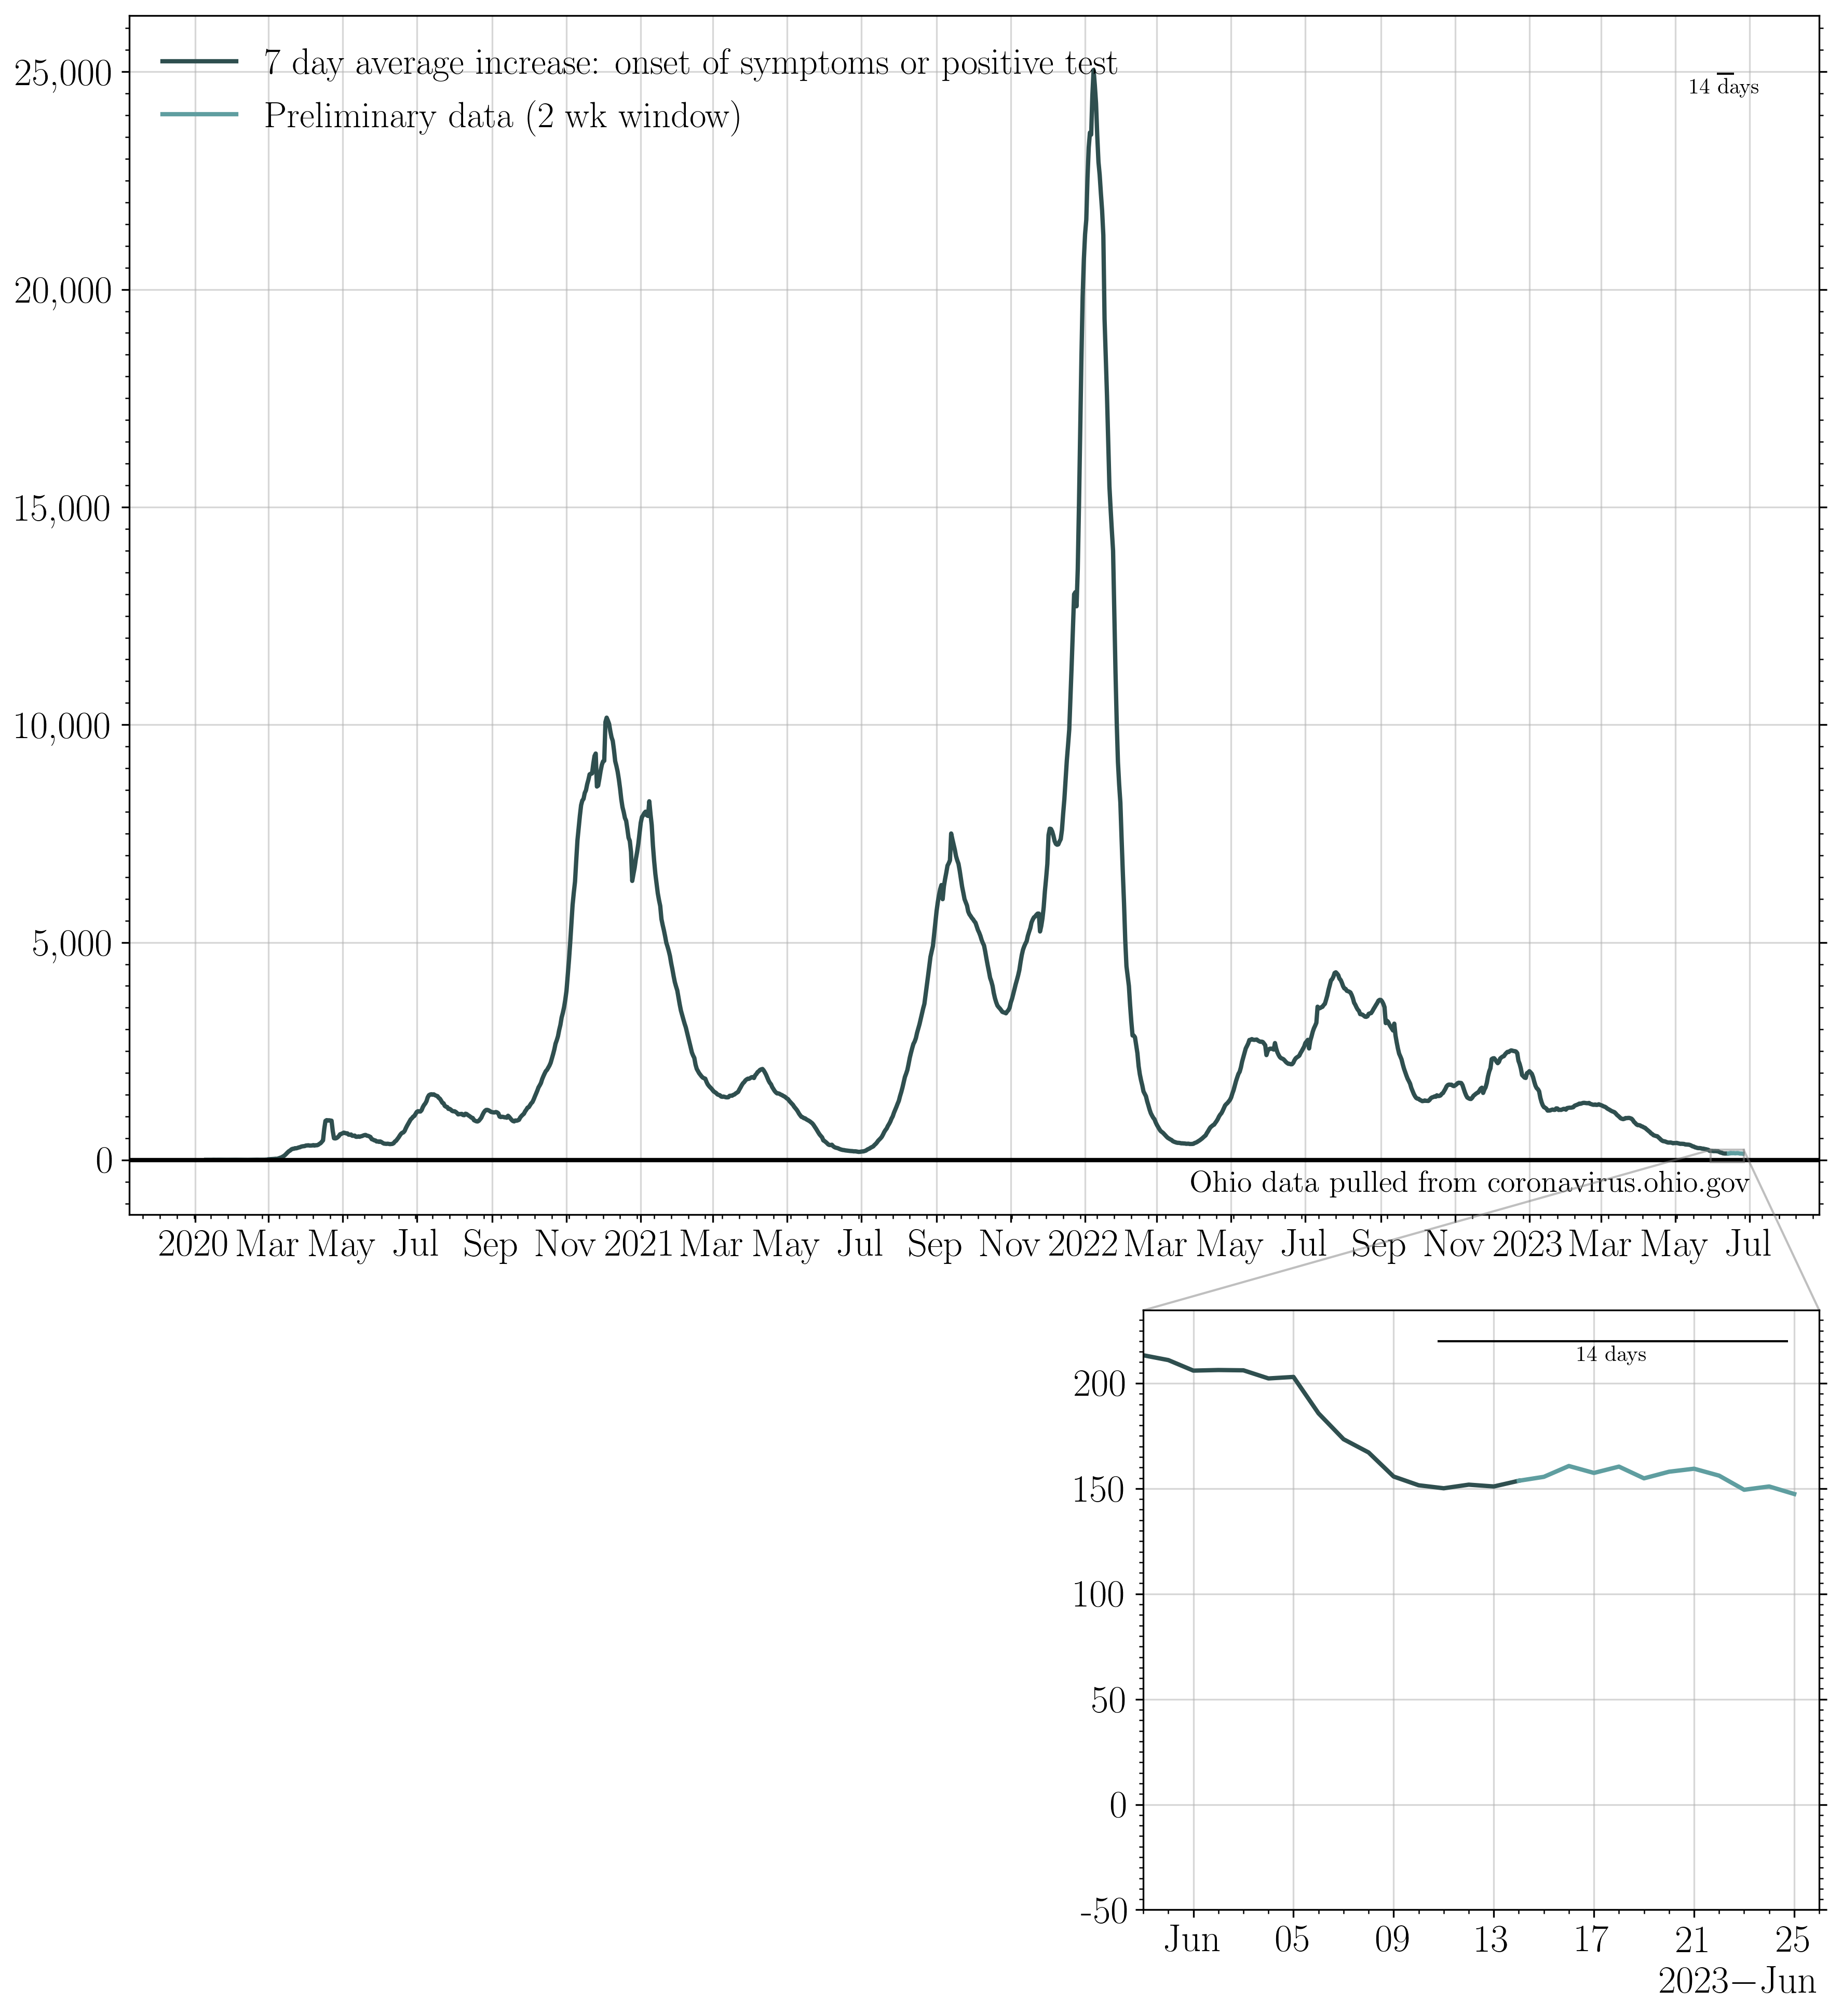 7 day average increase: onset of symptoms or positive test
Preliminary data (2 wk window)
14 days
25,000
20,000
15,000
10,000
5,000
0
Ohio data pulled from coronavirus.ohio.gov
2020 Mar May Jul Sep Nov 2021 Mar May Jul Sep Nov 2022 Mar May Jul Sep Nov 2023 Mar May Jul
14 days
200
150
100
50
0
-50
Jun 05 09 13 17 21 25
2023−Jun